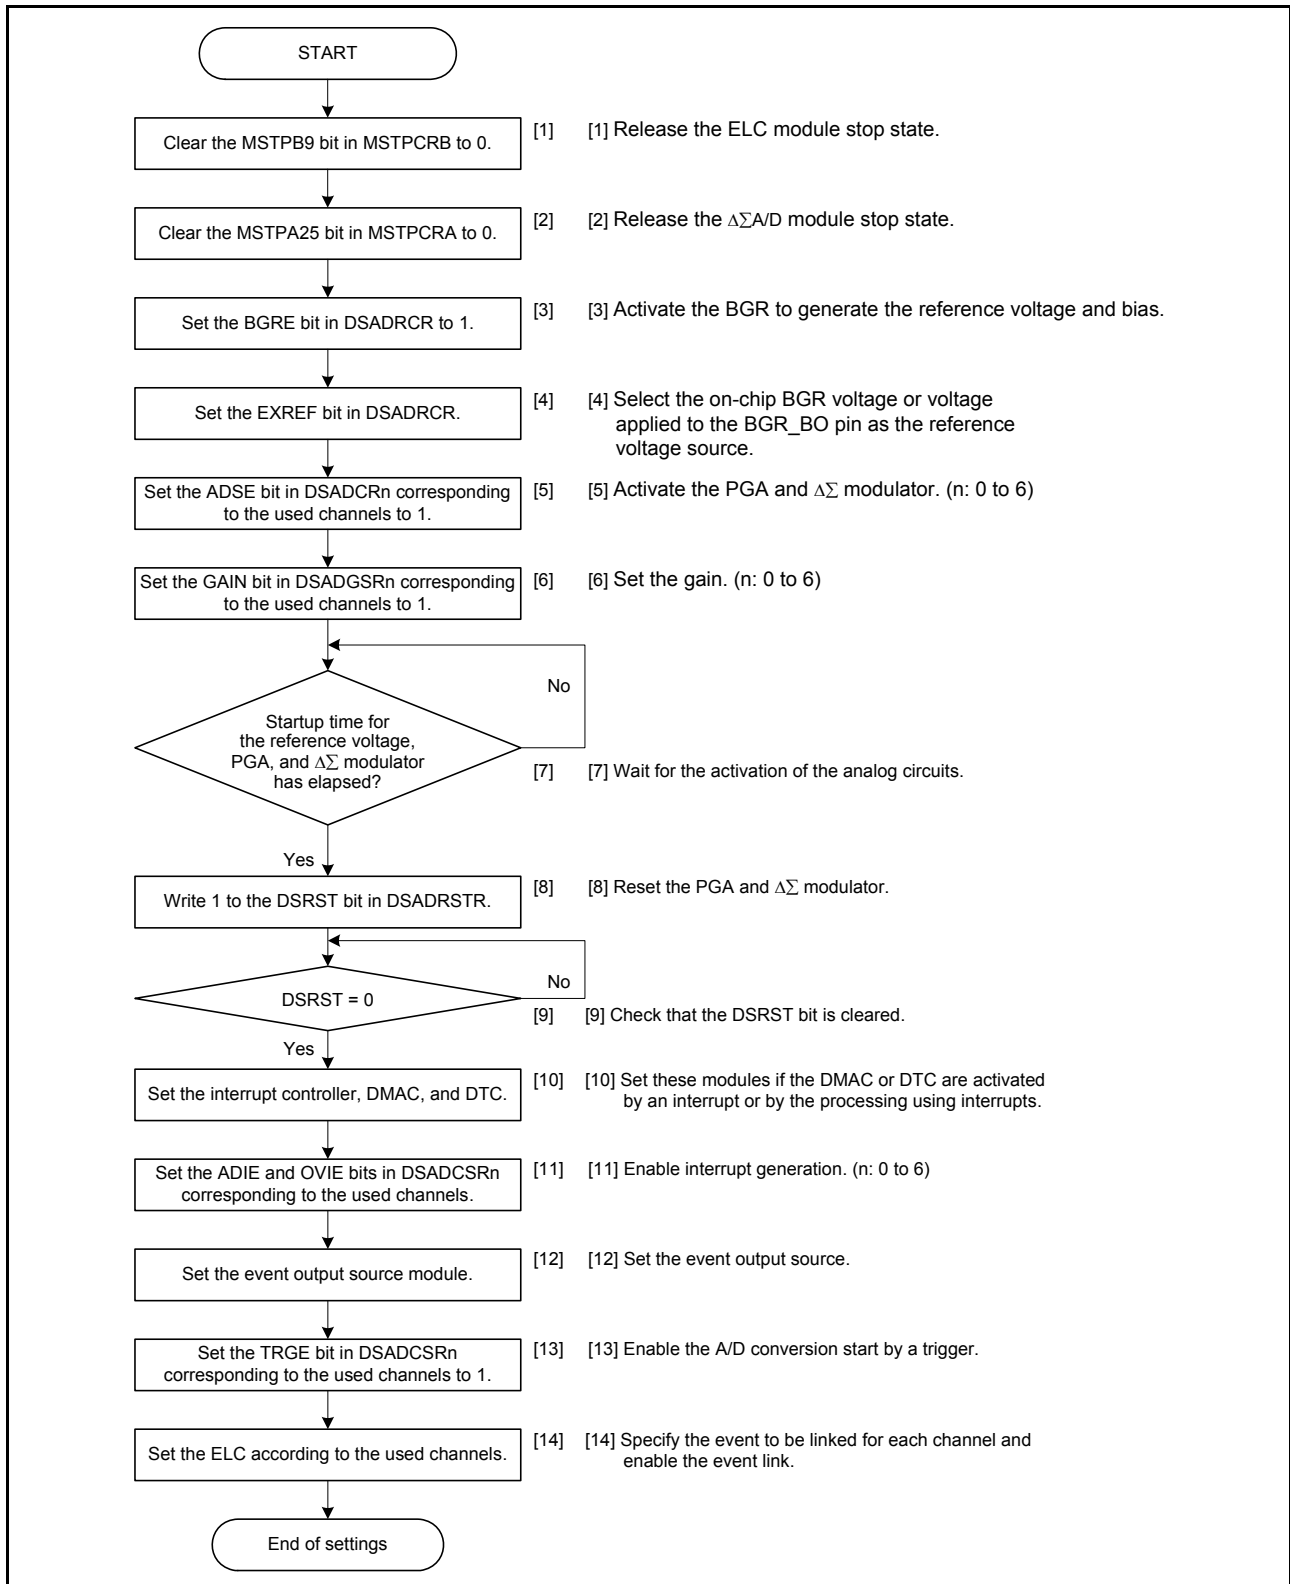 START
Clear the MSTPB9 bit in MSTPCRB to 0.
[1] [1] Release the ELC module stop state.
Clear the MSTPA25 bit in MSTPCRA to 0.
[2] [2] Release the ΔΣA/D module stop state.
Set the BGRE bit in DSADRCR to 1.
[3] [3] Activate the BGR to generate the reference voltage and bias.
Set the EXREF bit in DSADRCR.
[4] [4] Select the on-chip BGR voltage or voltage
applied to the BGR_BO pin as the reference
voltage source.
Set the ADSE bit in DSADCRn corresponding
to the used channels to 1.
[5] [5] Activate the PGA and ΔΣ modulator. (n: 0 to 6)
Set the GAIN bit in DSADGSRn corresponding
to the used channels to 1.
[6] [6] Set the gain. (n: 0 to 6)
No
Startup time for
the reference voltage,
PGA, and ΔΣ modulator
has elapsed?
[7] [7] Wait for the activation of the analog circuits.
Yes
Write 1 to the DSRST bit in DSADRSTR.
[8] [8] Reset the PGA and ΔΣ modulator.
No
DSRST = 0
[9] [9] Check that the DSRST bit is cleared.
Yes
Set the interrupt controller, DMAC, and DTC.
[10] [10] Set these modules if the DMAC or DTC are activated
by an interrupt or by the processing using interrupts.
Set the ADIE and OVIE bits in DSADCSRn
corresponding to the used channels.
[11] [11] Enable interrupt generation. (n: 0 to 6)
Set the event output source module.
[12] [12] Set the event output source.
Set the TRGE bit in DSADCSRn
corresponding to the used channels to 1.
[13] [13] Enable the A/D conversion start by a trigger.
Set the ELC according to the used channels.
[14] [14] Specify the event to be linked for each channel and
enable the event link.
End of settings